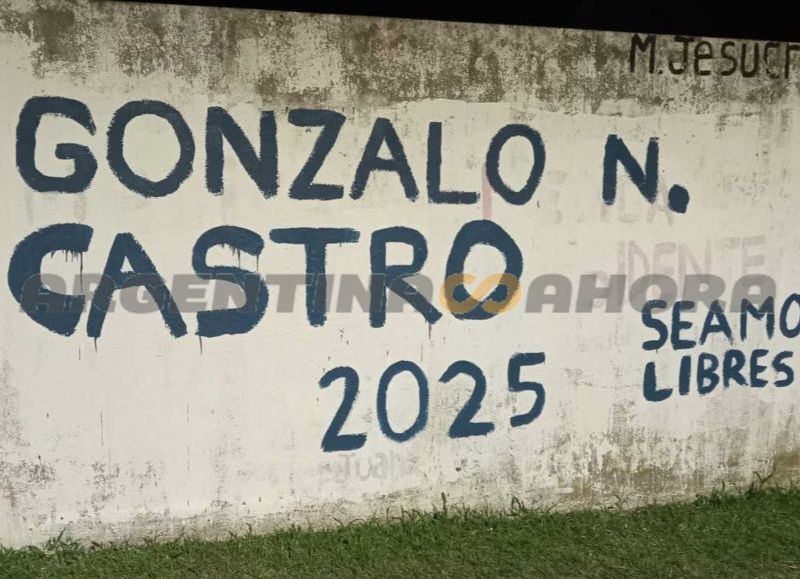 M. JESUCR
GONZALO N.
CASTRO
2025
SEAMO
LIBRES
ARGENTINA AHORA